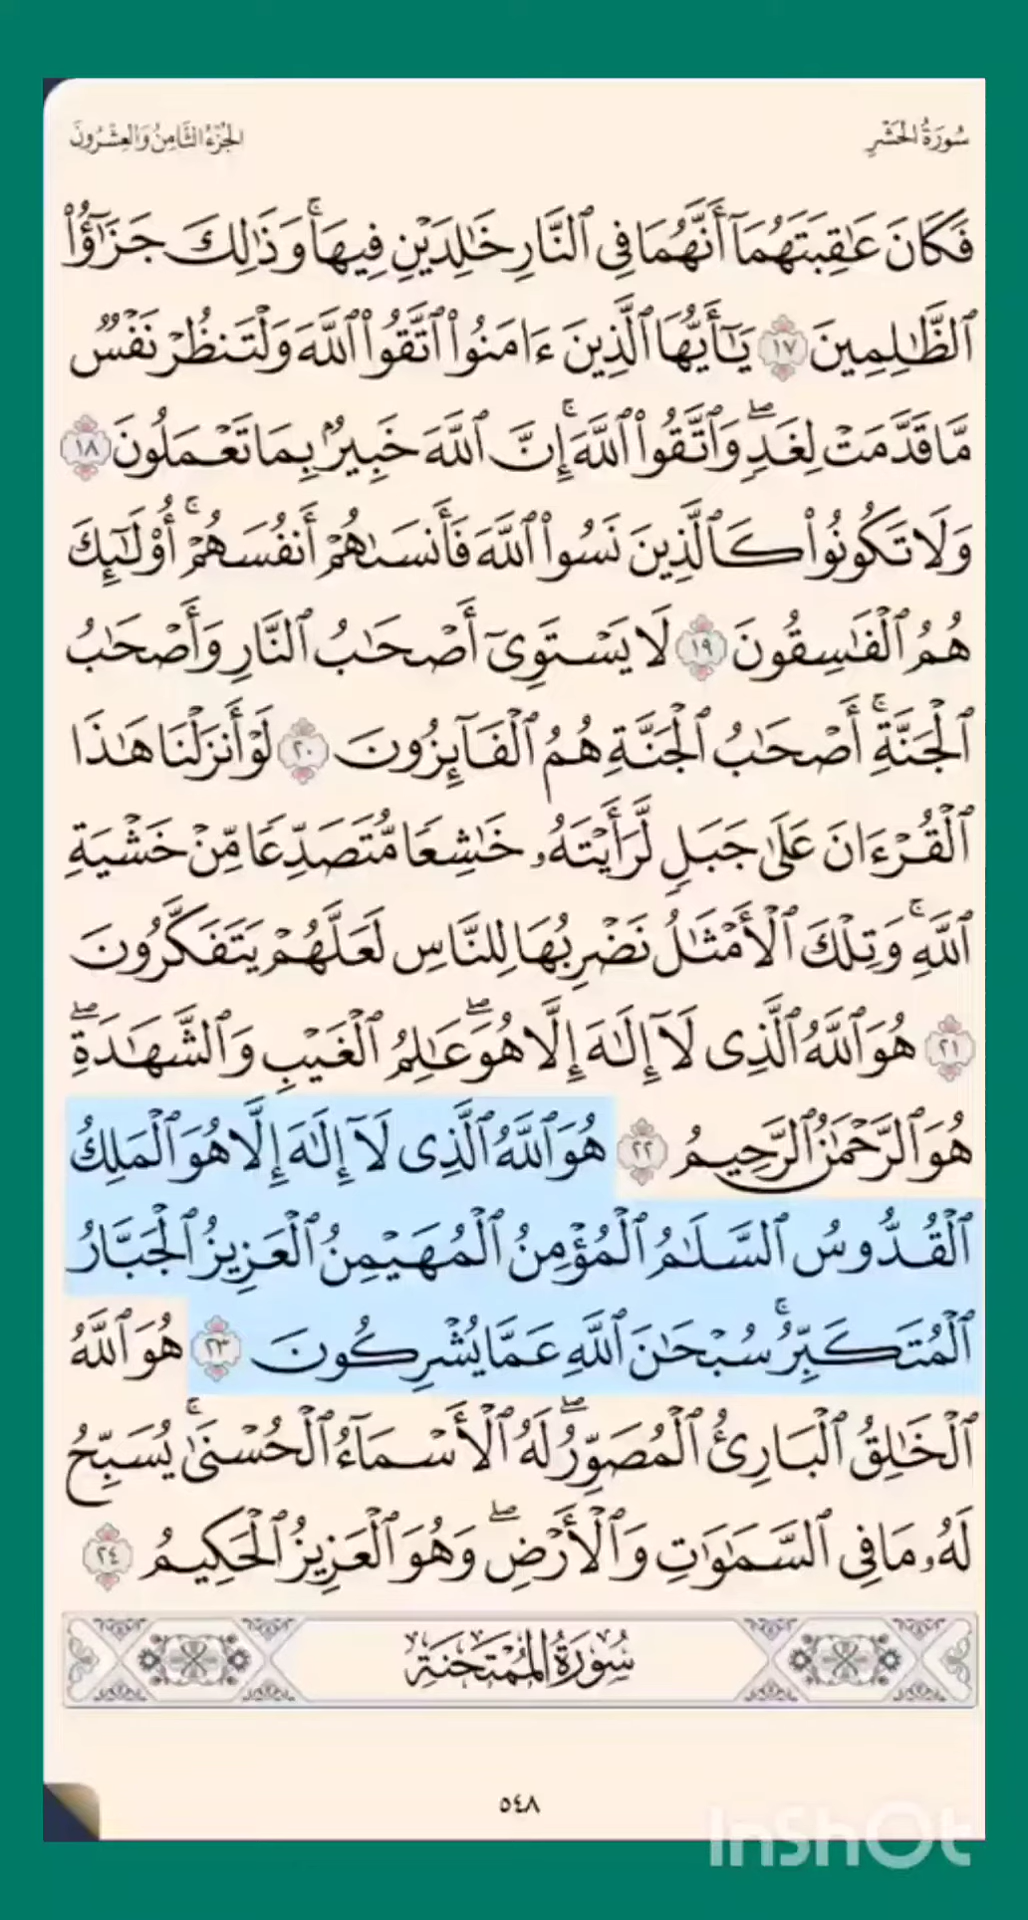 سُورَةُ الْحَشْرِ
الجُزْءُ الثَّامِنُ وَالعِشْرُونَ
فَكَانَ عَٰقِبَتَهُمَآ أَنَّهُمَا فِى ٱلنَّارِ خَٰلِدَيْنِ فِيهَاۚ وَذَٰلِكَ جَزَٰٓؤُا۟
ٱلظَّٰلِمِينَ ١٧ يَٰٓأَيُّهَا ٱلَّذِينَ ءَامَنُوا۟ ٱتَّقُوا۟ ٱللَّهَ وَلْتَنظُرْ نَفْسٌ
مَّا قَدَّمَتْ لِغَدٍۖ وَٱتَّقُوا۟ ٱللَّهَۚ إِنَّ ٱللَّهَ خَبِيرٌۢ بِمَا تَعْمَلُونَ ١٨
وَلَا تَكُونُوا۟ كَٱلَّذِينَ نَسُوا۟ ٱللَّهَ فَأَنسَىٰهُمْ أَنفُسَهُمْۚ أُو۟لَٰٓئِكَ
هُمُ ٱلْفَٰسِقُونَ ١٩ لَا يَسْتَوِىٓ أَصْحَٰبُ ٱلنَّارِ وَأَصْحَٰبُ
ٱلْجَنَّةِۚ أَصْحَٰبُ ٱلْجَنَّةِ هُمُ ٱلْفَآئِزُونَ ٢٠ لَوْ أَنزَلْنَا هَٰذَا
ٱلْقُرْءَانَ عَلَىٰ جَبَلٍ لَّرَأَيْتَهُۥ خَٰشِعًا مُّتَصَدِّعًا مِّنْ خَشْيَةِ
ٱللَّهِۚ وَتِلْكَ ٱلْأَمْثَٰلُ نَضْرِبُهَا لِلنَّاسِ لَعَلَّهُمْ يَتَفَكَّرُونَ
٢١ هُوَ ٱللَّهُ ٱلَّذِى لَآ إِلَٰهَ إِلَّا هُوَۖ عَٰلِمُ ٱلْغَيْبِ وَٱلشَّهَٰدَةِۖ
هُوَ ٱلرَّحْمَٰنُ ٱلرَّحِيمُ ٢٢ هُوَ ٱللَّهُ ٱلَّذِى لَآ إِلَٰهَ إِلَّا هُوَ ٱلْمَلِكُ
ٱلْقُدُّوسُ ٱلسَّلَٰمُ ٱلْمُؤْمِنُ ٱلْمُهَيْمِنُ ٱلْعَزِيزُ ٱلْجَبَّارُ
ٱلْمُتَكَبِّرُۚ سُبْحَٰنَ ٱللَّهِ عَمَّا يُشْرِكُونَ ٢٣ هُوَ ٱللَّهُ
ٱلْخَٰلِقُ ٱلْبَارِئُ ٱلْمُصَوِّرُۖ لَهُ ٱلْأَسْمَآءُ ٱلْحُسْنَىٰۚ يُسَبِّحُ
لَهُۥ مَا فِى ٱلسَّمَٰوَٰتِ وَٱلْأَرْضِۖ وَهُوَ ٱلْعَزِيزُ ٱلْحَكِيمُ ٢٤
سُورَةُ المُمْتَحنَةِ
٥٤٨
InShOt